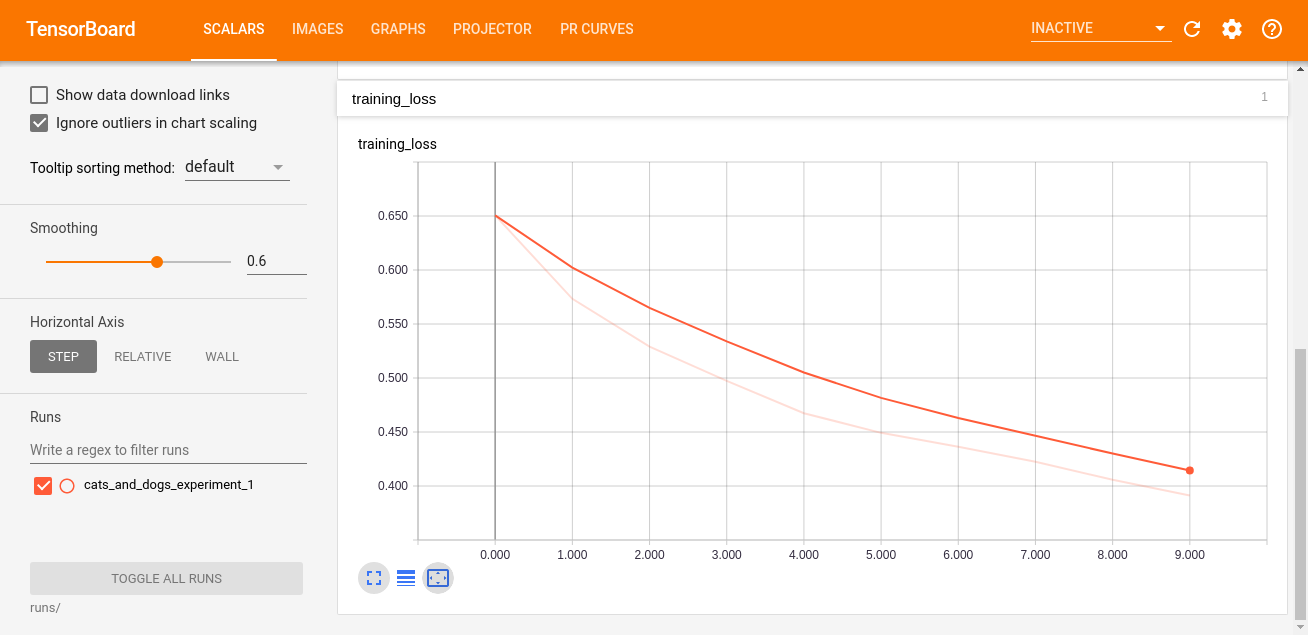 TensorBoard SCALARS IMAGES GRAPHS PROJECTOR PR CURVES INACTIVE
Show data download links
Ignore outliers in chart scaling
Tooltip sorting method: default
Smoothing
0.6
Horizontal Axis
STEP RELATIVE WALL
Runs
Write a regex to filter runs
cats_and_dogs_experiment_1
TOGGLE ALL RUNS
runs/
training_loss 1
training_loss
0.650
0.600
0.550
0.500
0.450
0.400
0.000 1.000 2.000 3.000 4.000 5.000 6.000 7.000 8.000 9.000